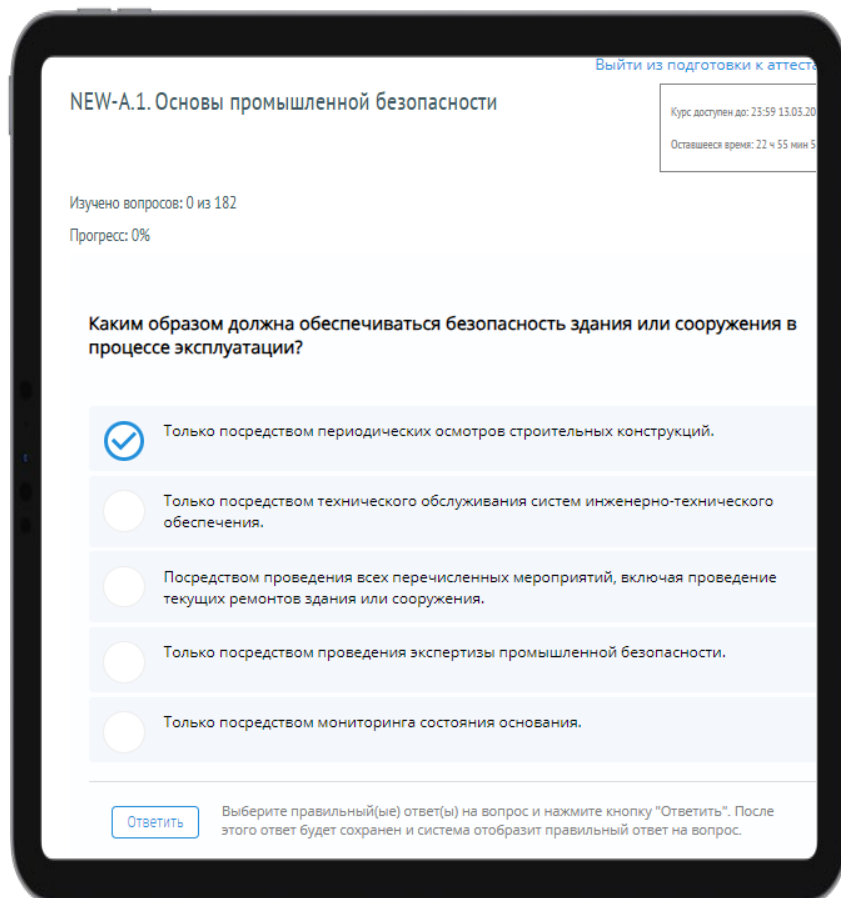 Выйти из подготовки к
NEW-А.1. Основы промышленной безопасности
Курс доступен до: 23:59 13.03.20
Оставшееся время: 22 ч 55 мин 5
Изучено вопросов: 0 из 182
Прогресс: 0%
Каким образом должна обеспечиваться безопасность здания или сооружения в
процессе эксплуатации?
Только посредством периодических осмотров строительных конструкций.
Только посредством технического обслуживания систем инженерно-технического
обеспечения.
Посредством проведения всех перечисленных мероприятий, включая проведение
текущих ремонтов здания или сооружения.
Только посредством проведения экспертизы промышленной безопасности.
Только посредством мониторинга состояния основания.
Ответить
Выберите правильный(ые) ответ(ы) на вопрос и нажмите кнопку "Ответить". После
этого ответ будет сохранен и система отобразит правильный ответ на вопрос.